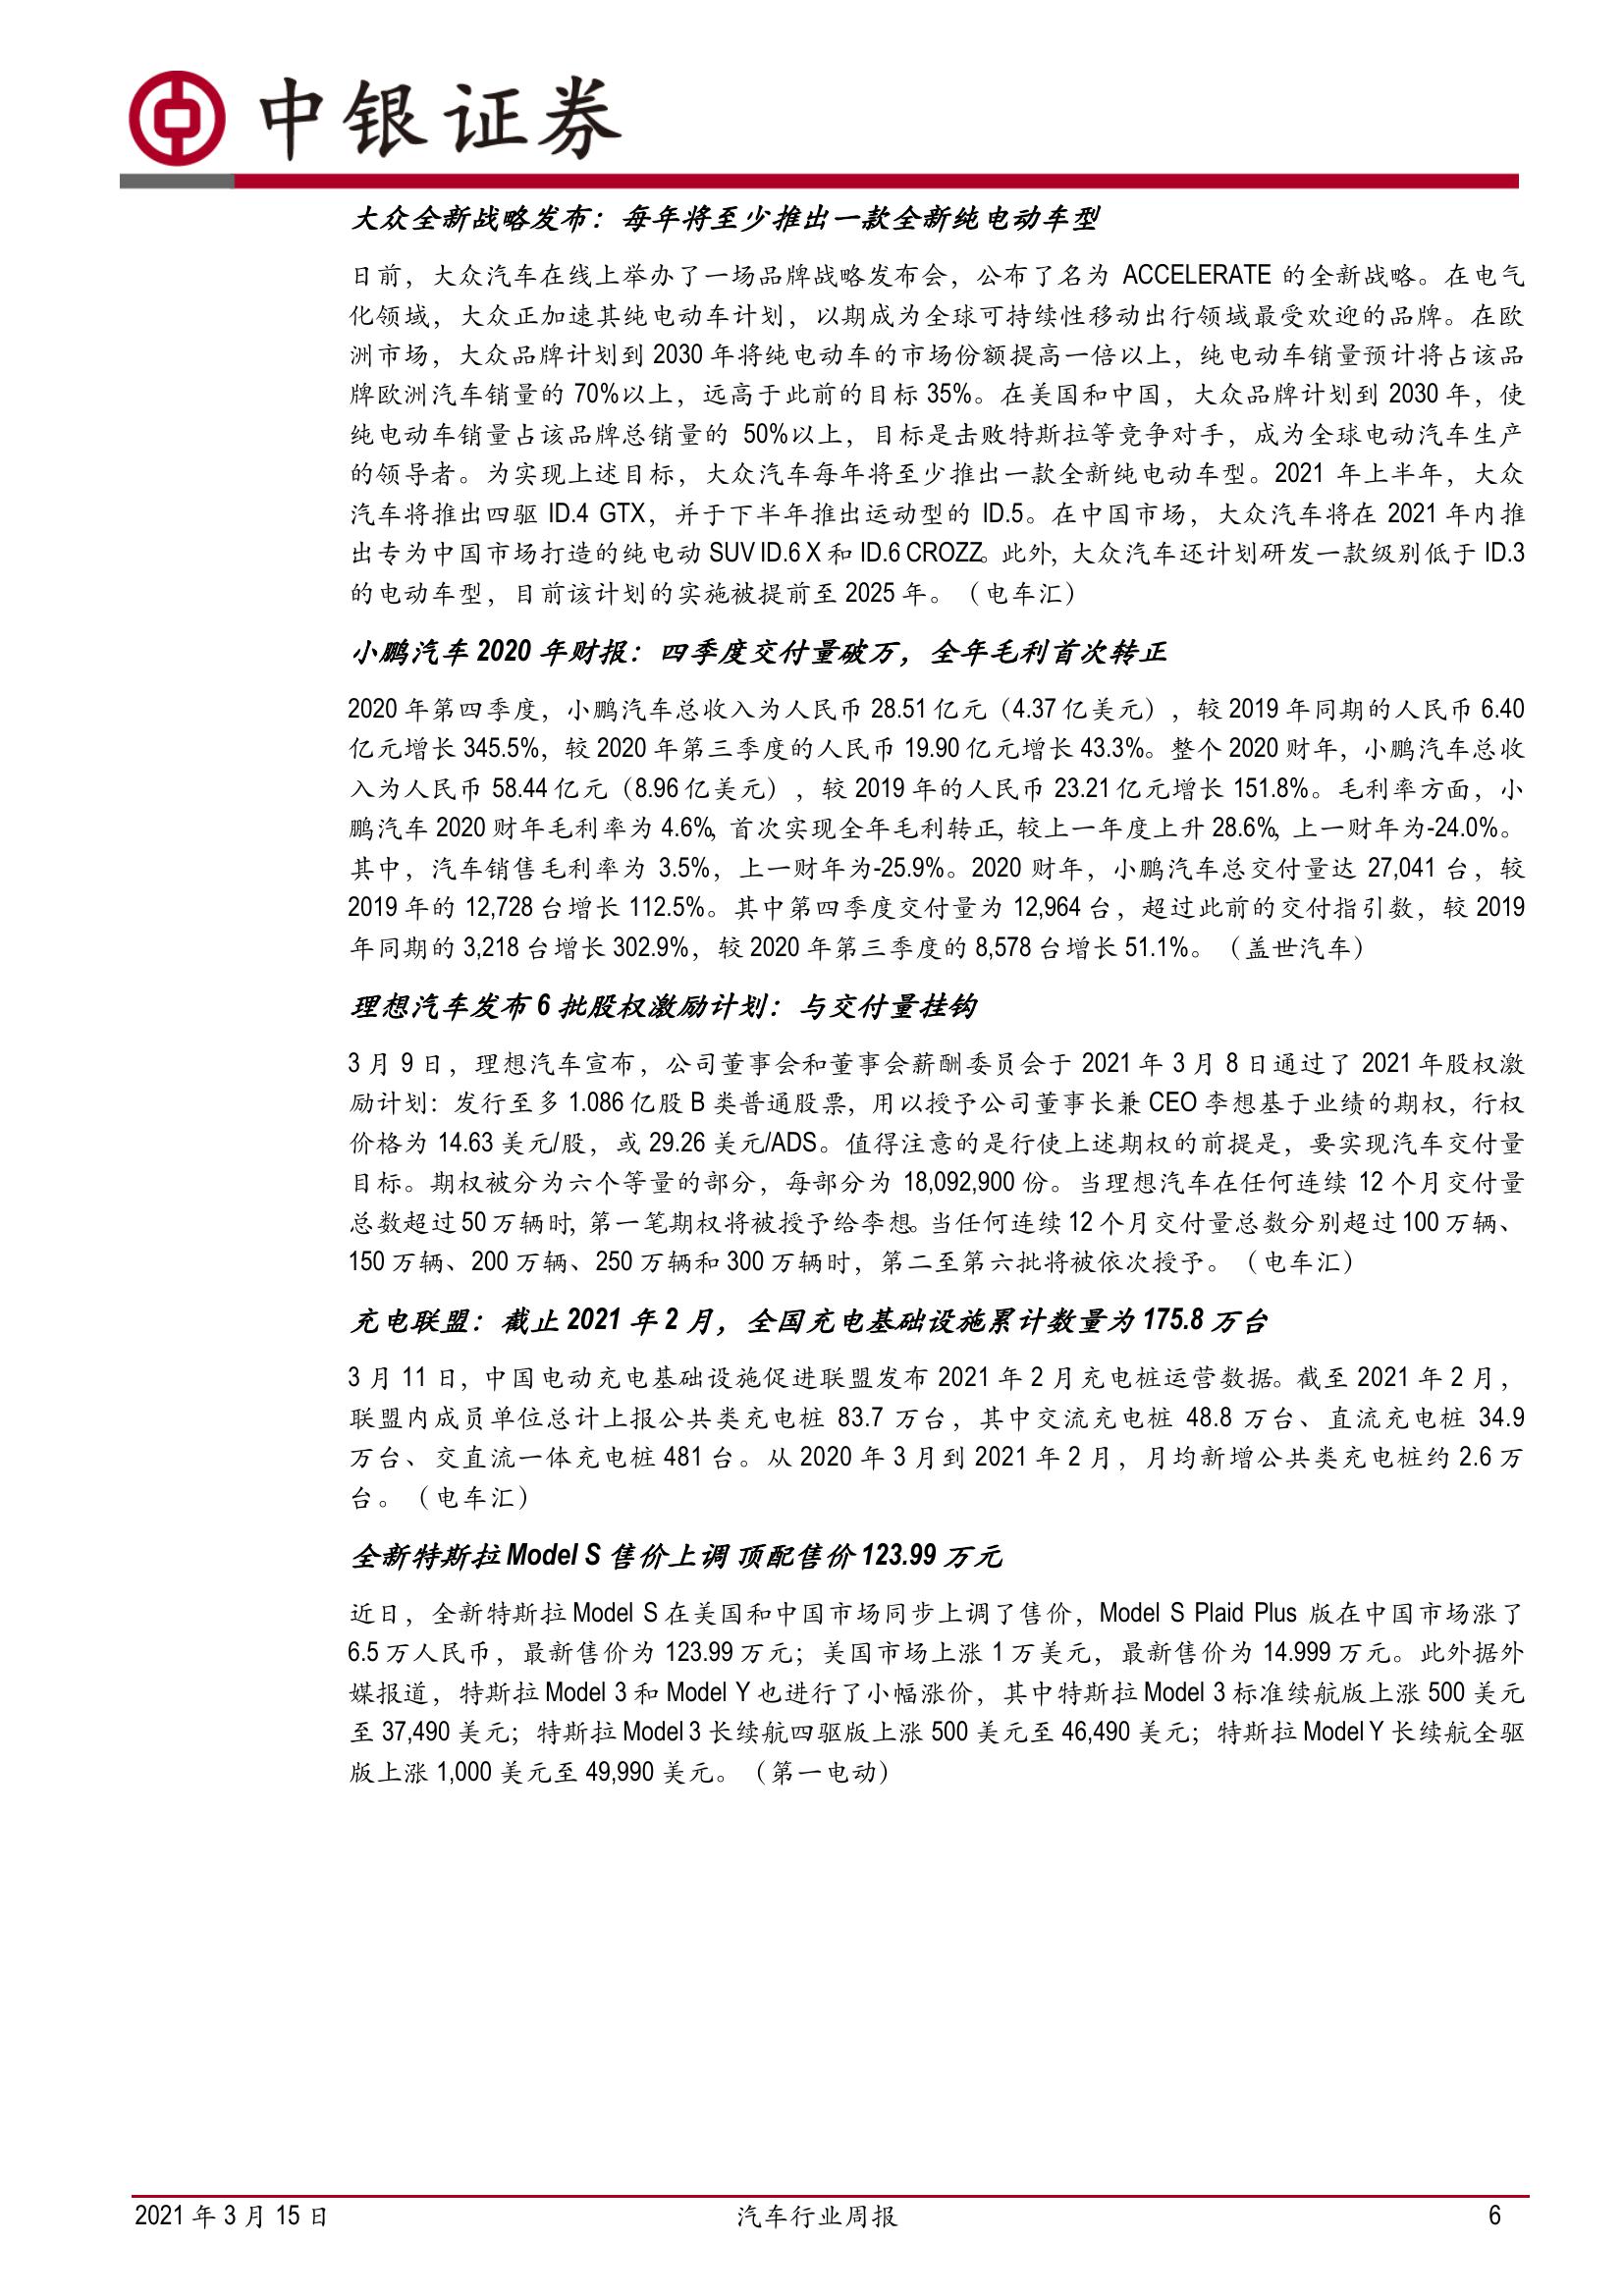 中银证券
大众全新战略发布：每年将至少推出一款全新纯电动车型
日前，大众汽车在线上举办了一场品牌战略发布会，公布了名为 ACCELERATE 的全新战略。在电气
化领域，大众正加速其纯电动车计划，以期成为全球可持续性移动出行领域最受欢迎的品牌。在欧
洲市场，大众品牌计划到 2030 年将纯电动车的市场份额提高一倍以上，纯电动车销量预计将占该品
牌欧洲汽车销量的 70%以上，远高于此前的目标 35%。在美国和中国，大众品牌计划到 2030 年，使
纯电动车销量占该品牌总销量的 50%以上，目标是击败特斯拉等竞争对手，成为全球电动汽车生产
的领导者。为实现上述目标，大众汽车每年将至少推出一款全新纯电动车型。2021 年上半年，大众
汽车将推出四驱 ID.4 GTX，并于下半年推出运动型的 ID.5。在中国市场，大众汽车将在 2021 年内推
出专为中国市场打造的纯电动 SUV ID.6 X 和 ID.6 CROZZ。此外，大众汽车还计划研发一款级别低于 ID.3
的电动车型，目前该计划的实施被提前至 2025 年。（电车汇）
小鹏汽车 2020 年财报：四季度交付量破万，全年毛利首次转正
2020 年第四季度，小鹏汽车总收入为人民币 28.51 亿元（4.37 亿美元），较 2019 年同期的人民币 6.40
亿元增长 345.5%，较 2020 年第三季度的人民币 19.90 亿元增长 43.3%。整个 2020 财年，小鹏汽车总收
入为人民币 58.44 亿元（8.96 亿美元），较 2019 年的人民币 23.21 亿元增长 151.8%。毛利率方面，小
鹏汽车 2020 财年毛利率为 4.6%，首次实现全年毛利转正，较上一年度上升 28.6%，上一财年为-24.0%。
其中，汽车销售毛利率为 3.5%，上一财年为-25.9%。2020 财年，小鹏汽车总交付量达 27,041 台，较
2019 年的 12,728 台增长 112.5%。其中第四季度交付量为 12,964 台，超过此前的交付指引数，较 2019
年同期的 3,218 台增长 302.9%，较 2020 年第三季度的 8,578 台增长 51.1%。（盖世汽车）
理想汽车发布 6 批股权激励计划：与交付量挂钩
3 月 9 日，理想汽车宣布，公司董事会和董事会薪酬委员会于 2021 年 3 月 8 日通过了 2021 年股权激
励计划：发行至多 1.086 亿股 B 类普通股票，用以授予公司董事长兼 CEO 李想基于业绩的期权，行权
价格为 14.63 美元/股，或 29.26 美元/ADS。值得注意的是行使上述期权的前提是，要实现汽车交付量
目标。期权被分为六个等量的部分，每部分为 18,092,900 份。当理想汽车在任何连续 12 个月交付量
总数超过 50 万辆时，第一笔期权将被授予给李想。当任何连续 12 个月交付量总数分别超过 100 万辆、
150 万辆、200 万辆、250 万辆和 300 万辆时，第二至第六批将被依次授予。（电车汇）
充电联盟：截止 2021 年 2 月，全国充电基础设施累计数量为 175.8 万台
3 月 11 日，中国电动充电基础设施促进联盟发布 2021 年 2 月充电桩运营数据。截至 2021 年 2 月，
联盟内成员单位总计上报公共类充电桩 83.7 万台，其中交流充电桩 48.8 万台、直流充电桩 34.9
万台、交直流一体充电桩 481 台。从 2020 年 3 月到 2021 年 2 月，月均新增公共类充电桩约 2.6 万
台。（电车汇）
全新特斯拉 Model S 售价上调 顶配售价 123.99 万元
近日，全新特斯拉 Model S 在美国和中国市场同步上调了售价，Model S Plaid Plus 版在中国市场涨了
6.5 万人民币，最新售价为 123.99 万元；美国市场上涨 1 万美元，最新售价为 14.999 万元。此外据外
媒报道，特斯拉 Model 3 和 Model Y 也进行了小幅涨价，其中特斯拉 Model 3 标准续航版上涨 500 美元
至 37,490 美元；特斯拉 Model 3 长续航四驱版上涨 500 美元至 46,490 美元；特斯拉 Model Y 长续航全驱
版上涨 1,000 美元至 49,990 美元。（第一电动）
2021 年 3 月 15 日 汽车行业周报 6